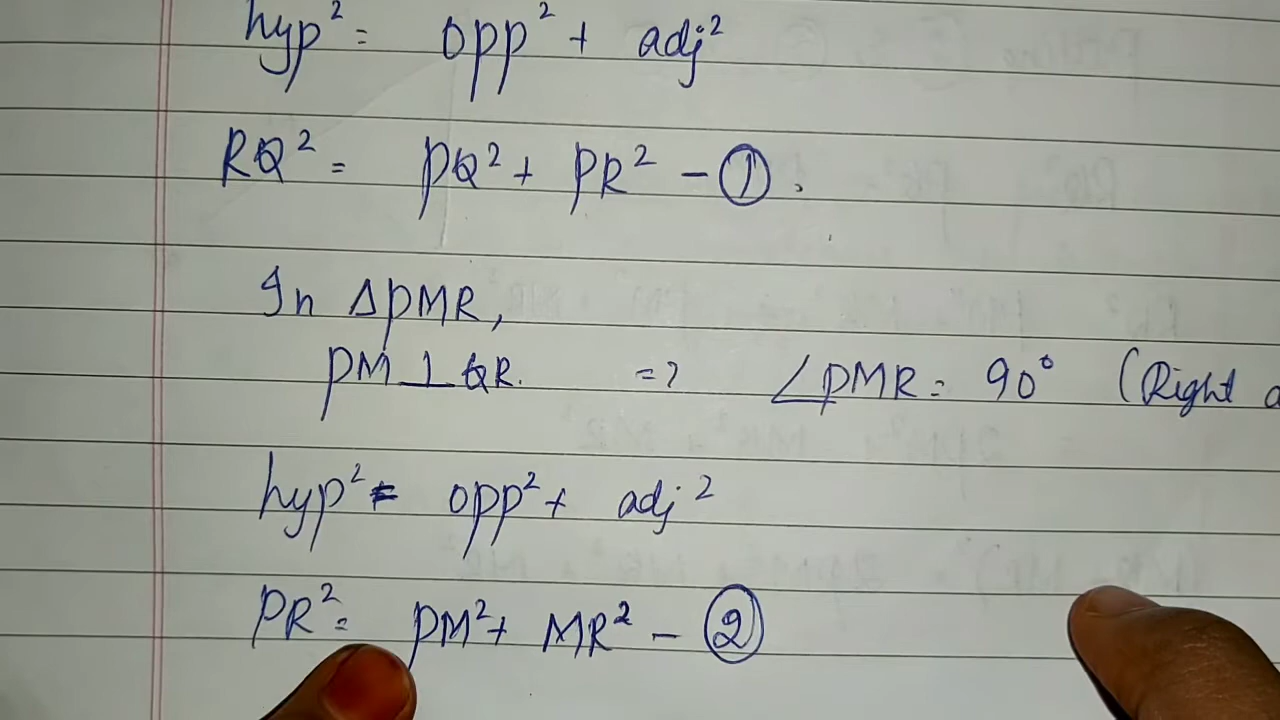 hyp² = opp² + adj²
RQ² = PQ² + PR² - ①.
In ΔPMR,
PM ⊥ QR. => ∠PMR = 90° (Right
hyp² = opp² + adj²
PR² = PM² + MR² - ②